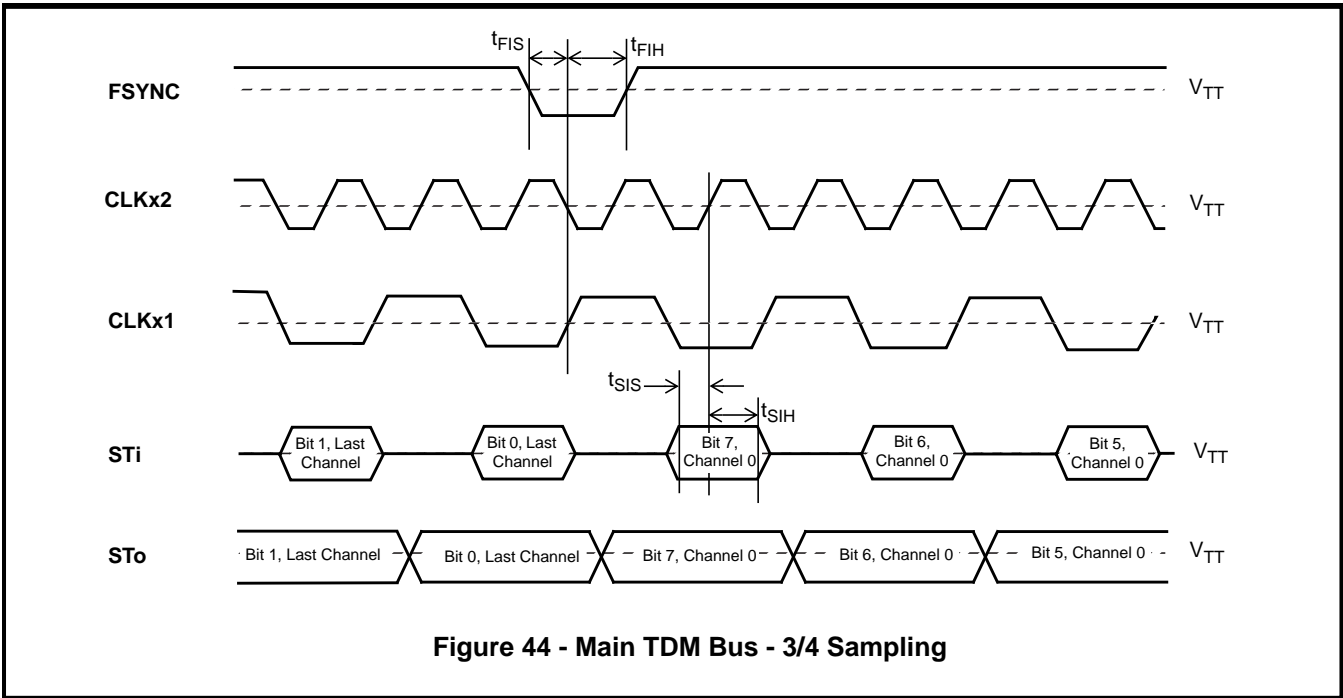 tFIS
tFIH
FSYNC
VTT
CLKx2
VTT
CLKx1
VTT
tSIS
tSIH
STi
Bit 1, Last
Channel
Bit 0, Last
Channel
Bit 7,
Channel 0
Bit 6,
Channel 0
Bit 5,
Channel 0
VTT
STo
Bit 1, Last Channel
Bit 0, Last Channel
Bit 7, Channel 0
Bit 6, Channel 0
Bit 5, Channel 0
VTT
Figure 44 - Main TDM Bus - 3/4 Sampling